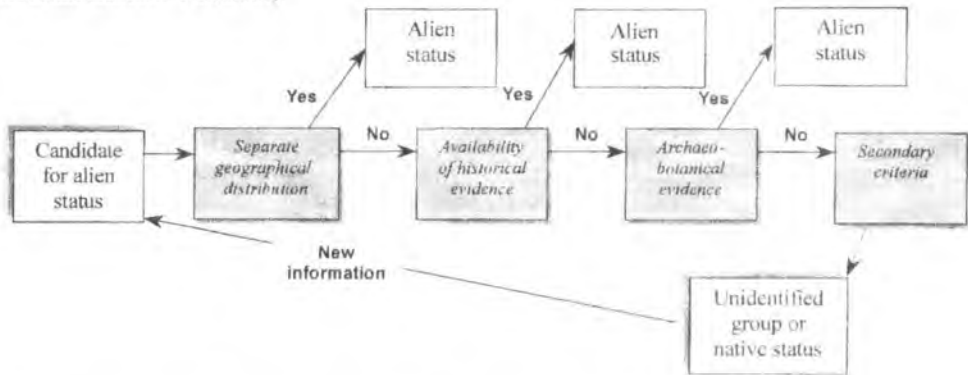 Alien
status
Alien
status
Alien
status
Yes
Yes
Yes
Candidate
for alien
status
Separate
geographical
distribution
No
Availability
of historical
evidence
No
Archaeo-
botanical
evidence
No
Secondary
criteria
New
information
Unidentified
group or
native status